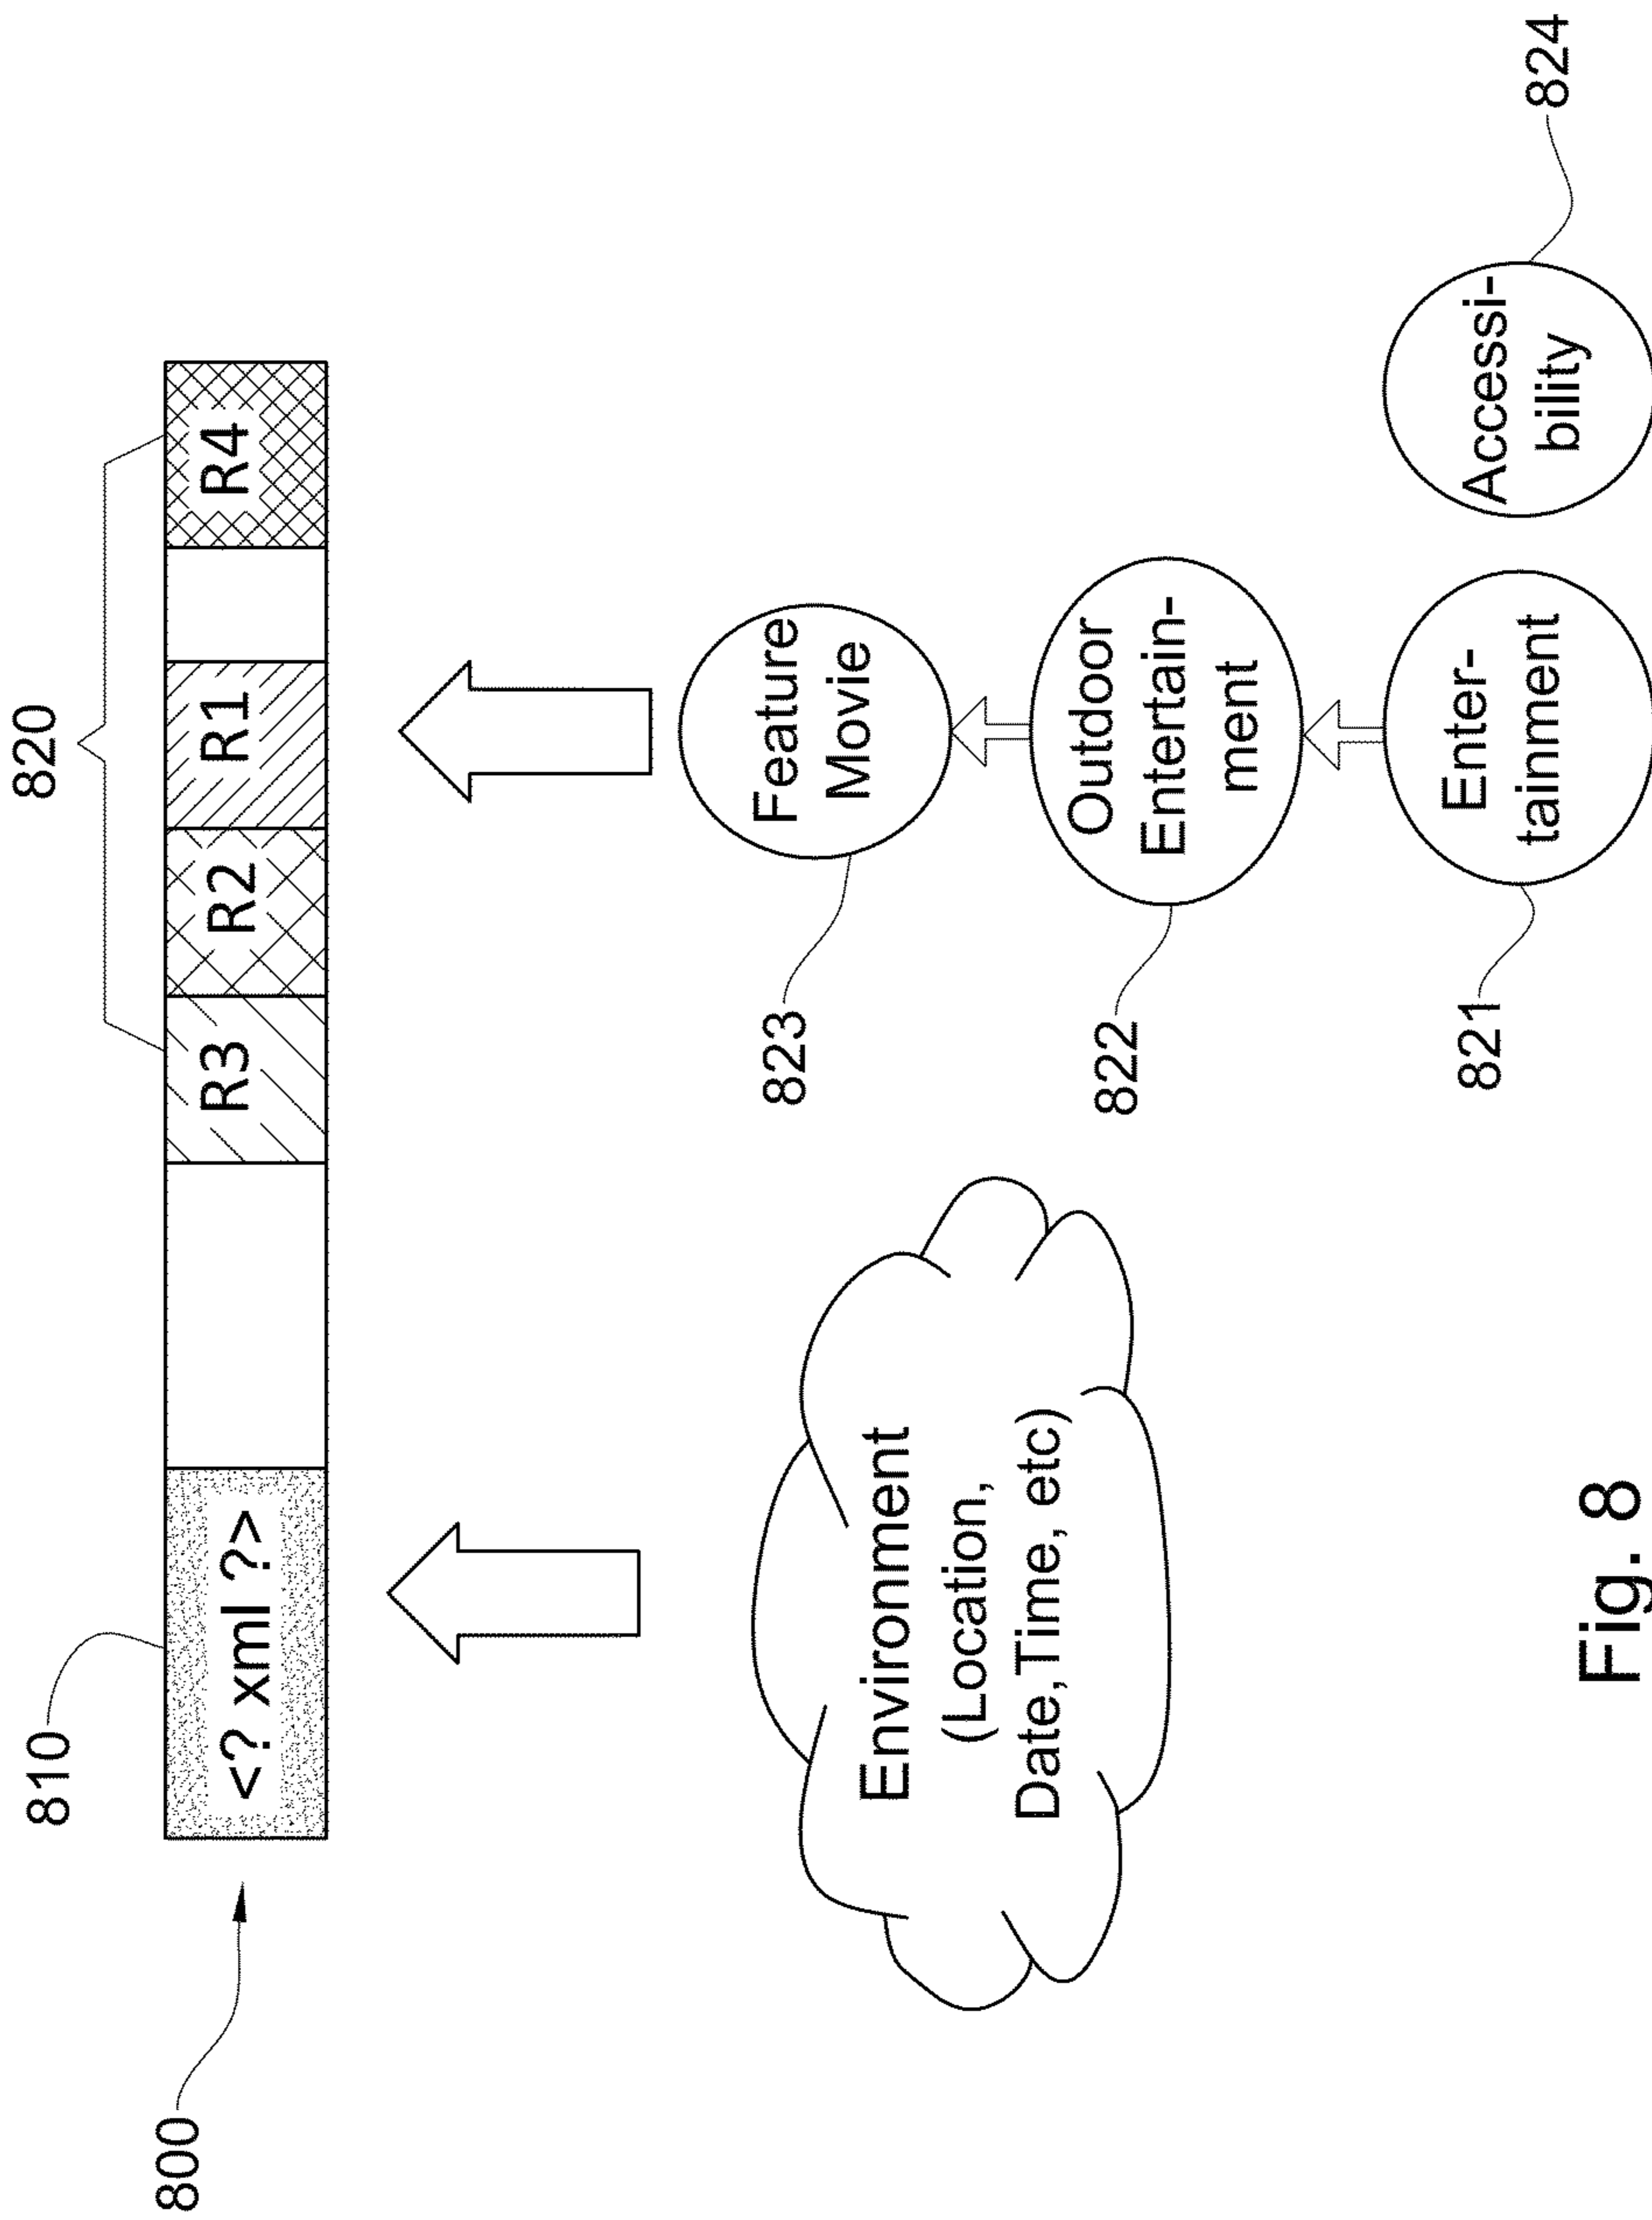 810
820
800
<? xml ?>
R3
R2
R1
R4
Environment
(Location,
Date,Time, etc)
823
Feature
Movie
822
Outdoor
Entertain-
ment
821
Enter-
tainment
Accessi-
bility
824
Fig. 8